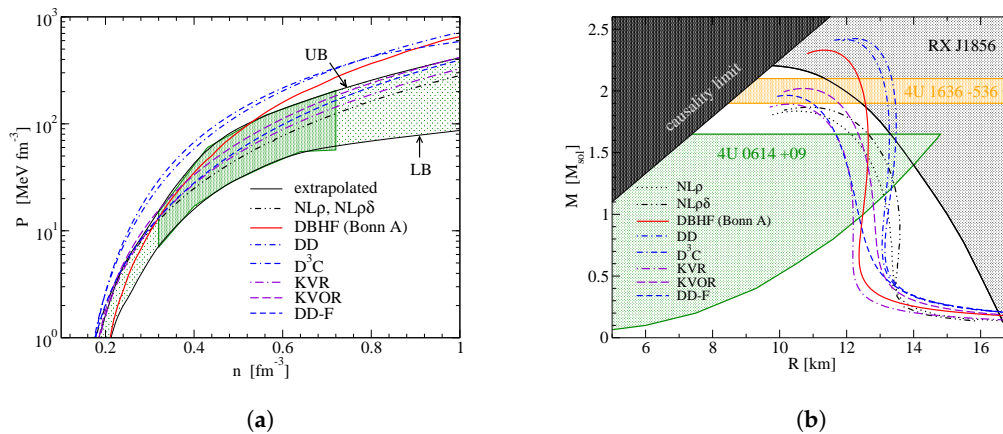 10³
10²
10¹
10⁰
P [MeV fm⁻³]
UB
LB
extrapolated
NLρ, NLρδ
DBHF (Bonn A)
DD
D³C
KVR
KVOR
DD-F
0.2 0.4 0.6 0.8 1
n [fm⁻³]
(a)
2.5
2
1.5
1
0.5
0
M [M_sol]
causality limit
RX J1856
4U 1636 -536
4U 0614 +09
NLρ
NLρδ
DBHF (Bonn A)
DD
D³C
KVR
KVOR
DD-F
6 8 10 12 14 16
R [km]
(b)